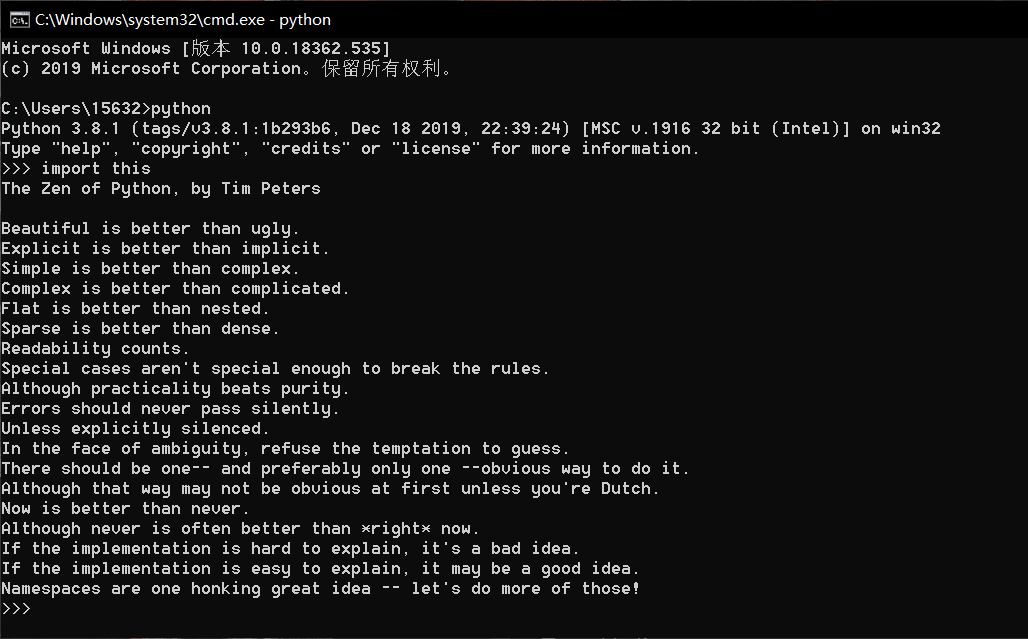 C:\Windows\system32\cmd.exe - python
Microsoft Windows [版本 10.0.18362.535]
(c) 2019 Microsoft Corporation。保留所有权利。
C:\Users\15632>python
Python 3.8.1 (tags/v3.8.1:1b293b6, Dec 18 2019, 22:39:24) [MSC v.1916 32 bit (Intel)] on win32
Type "help", "copyright", "credits" or "license" for more information.
>>> import this
The Zen of Python, by Tim Peters
Beautiful is better than ugly.
Explicit is better than implicit.
Simple is better than complex.
Complex is better than complicated.
Flat is better than nested.
Sparse is better than dense.
Readability counts.
Special cases aren't special enough to break the rules.
Although practicality beats purity.
Errors should never pass silently.
Unless explicitly silenced.
In the face of ambiguity, refuse the temptation to guess.
There should be one-- and preferably only one --obvious way to do it.
Although that way may not be obvious at first unless you're Dutch.
Now is better than never.
Although never is often better than *right* now.
If the implementation is hard to explain, it's a bad idea.
If the implementation is easy to explain, it may be a good idea.
Namespaces are one honking great idea -- let's do more of those!
>>>